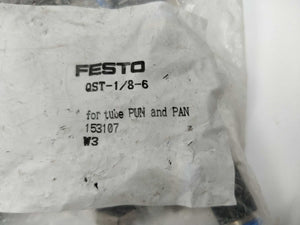 FESTO
QST-1/8-6
for tube PUN and PAN
153107
W3